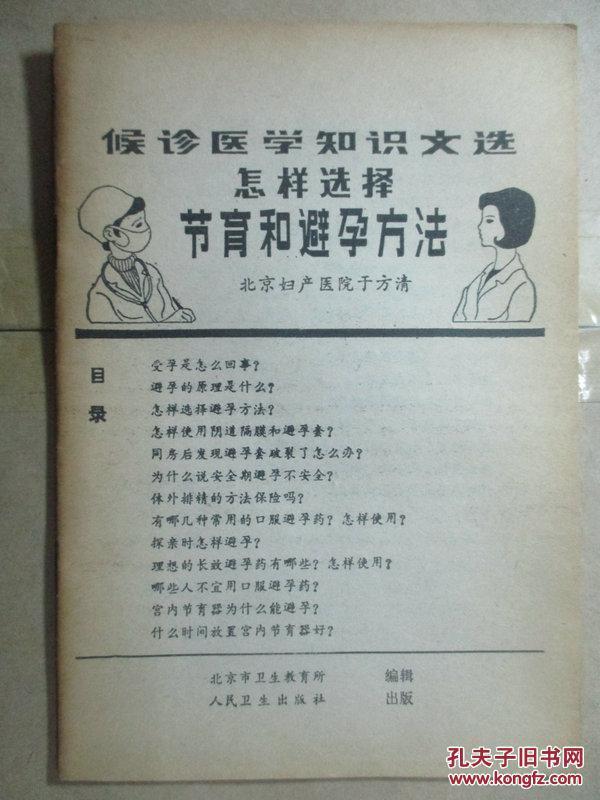 候诊医学知识文选
怎样选择
节育和避孕方法
北京妇产医院于方清
目录
受孕是怎么回事?
避孕的原理是什么?
怎样选择避孕方法?
怎样使用阴道隔膜和避孕套?
同房后发现避孕套破裂了怎么办?
为什么说安全期避孕不安全?
体外排精的方法保险吗?
有哪几种常用的口服避孕药?怎样使用?
探亲时怎样避孕?
理想的长效避孕药有哪些?怎样使用?
哪些人不宜用口服避孕药?
宫内节育器为什么能避孕?
什么时间放置宫内节育器好?
北京市卫生教育所 编辑
人民卫生出版社 出版
孔夫子旧书网
www.kongfz.com